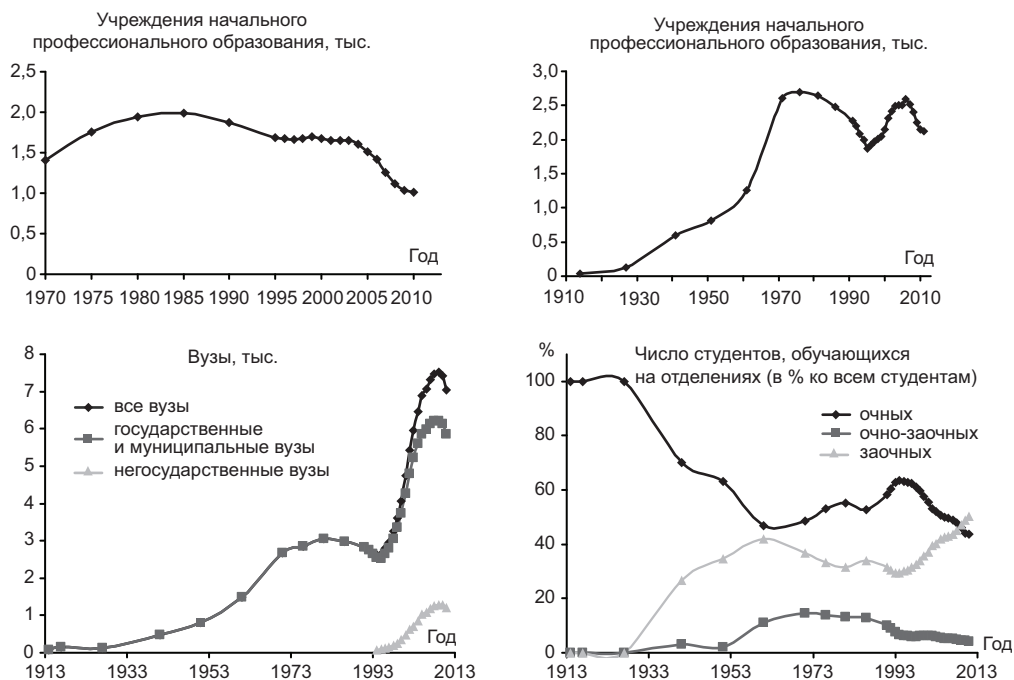 Учреждения начального
профессионального образования, тыс.
2,5
2,0
1,5
1,0
0,5
0
Год
1970 1975 1980 1985 1990 1995 2000 2005 2010
Учреждения начального
профессионального образования, тыс.
3,0
2,5
2,0
1,5
1,0
0,5
0
Год
1910 1930 1950 1970 1990 2010
Вузы, тыс.
8
7
6
5
4
3
2
1
0
все вузы
государственные
и муниципальные вузы
негосударственные вузы
Год
1913 1933 1953 1973 1993 2013
%
Число студентов, обучающихся
на отделениях (в % ко всем студентам)
100
80
60
40
20
0
очных
очно-заочных
заочных
Год
1913 1933 1953 1973 1993 2013